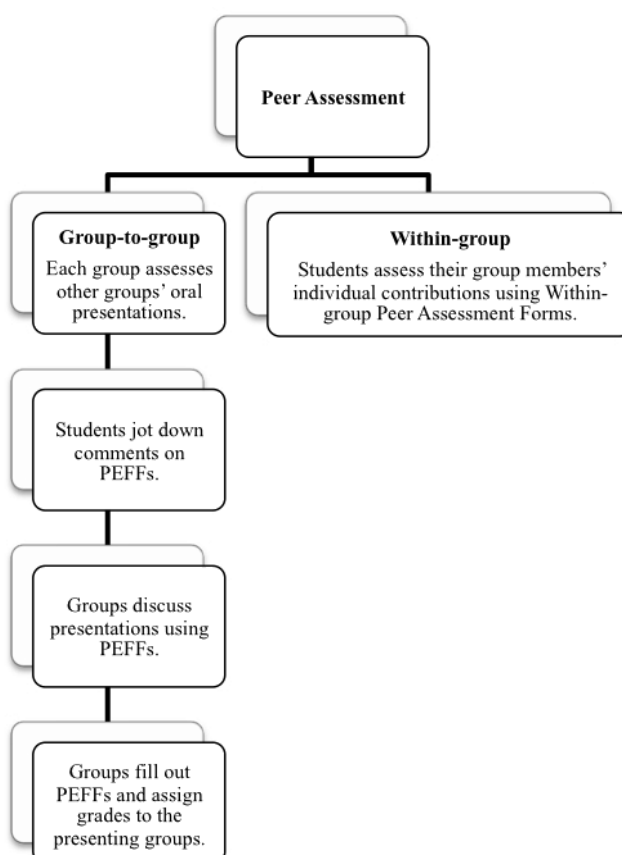 Peer Assessment
Group-to-group
Each group assesses
other groups' oral
presentations.
Within-group
Students assess their group members'
individual contributions using Within-
group Peer Assessment Forms.
Students jot down
comments on
PEFFs.
Groups discuss
presentations using
PEFFs.
Groups fill out
PEFFs and assign
grades to the
presenting groups.